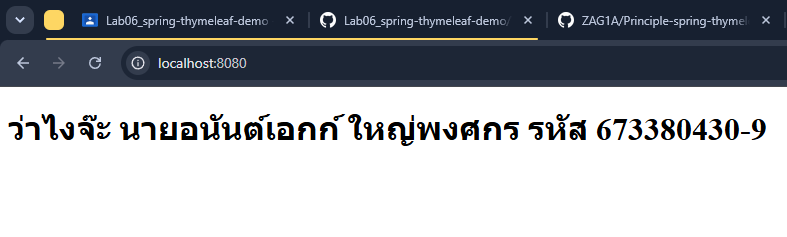 Lab06_spring-thymeleaf-demo
Lab06_spring-thymeleaf-demo/
ZAG1A/Principle-spring-thymel
localhost:8080
ว่าไงจ๊ะ นายอนันต์เอกก์ ใหญ่พงศกร รหัส 673380430-9